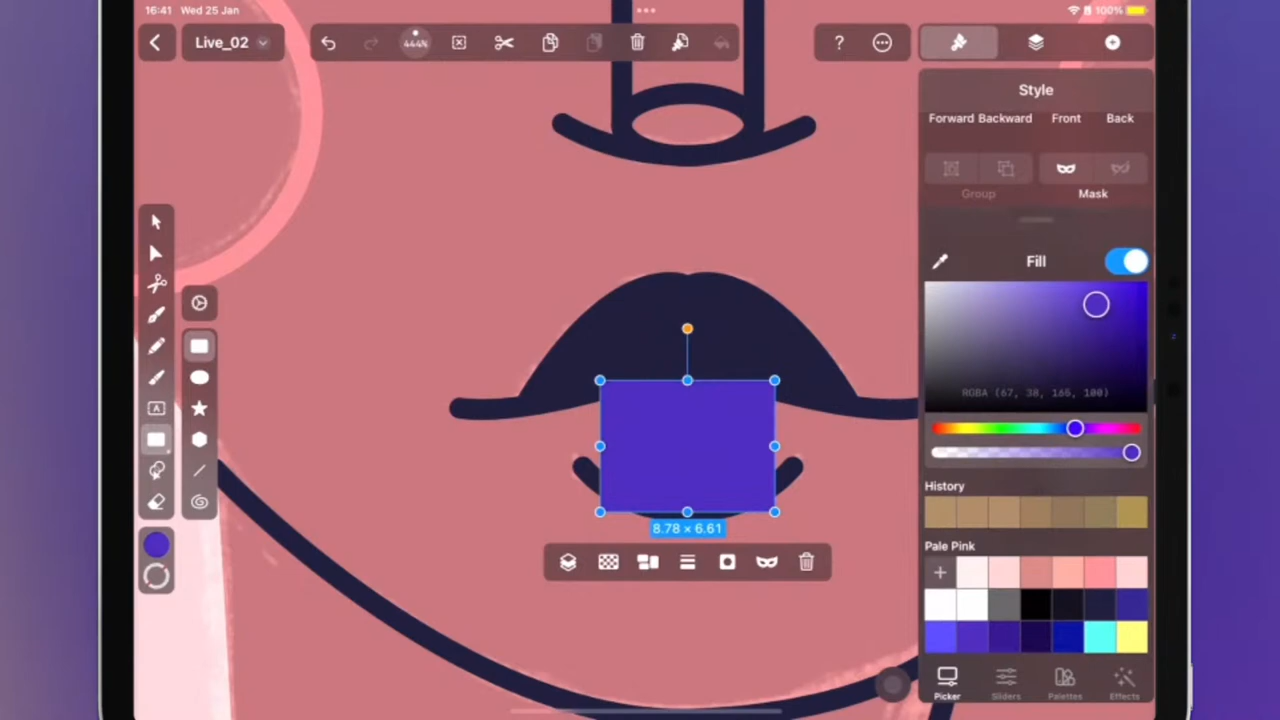 16:41 Wed 25 Jan
100%
Live_02
444%
?
Style
Forward Backward Front Back
Group Mask
Fill
RGBA (67, 38, 165, 100)
History
Pale Pink
A
8.78 × 6.61
Picker Sliders Palettes Effects